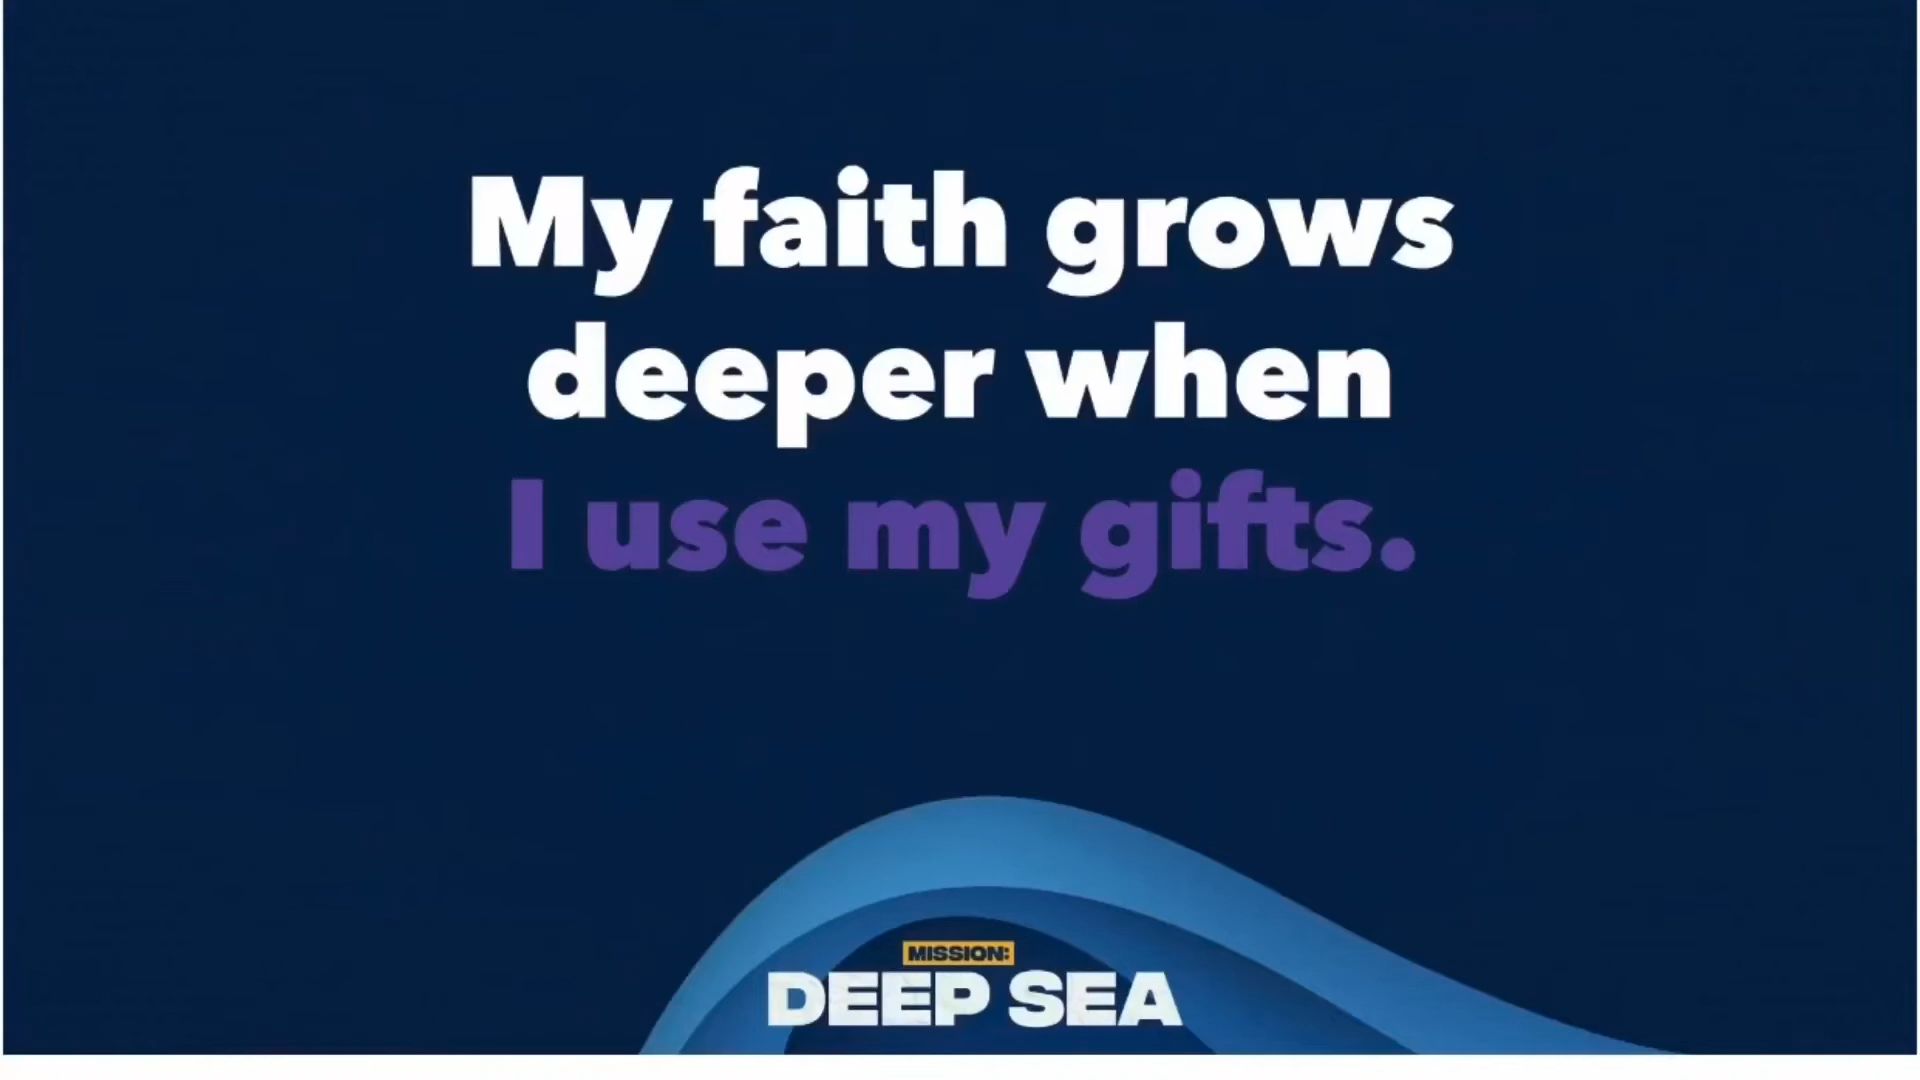 My faith grows
deeper when
I use my gifts.
MISSION:
DEEP SEA